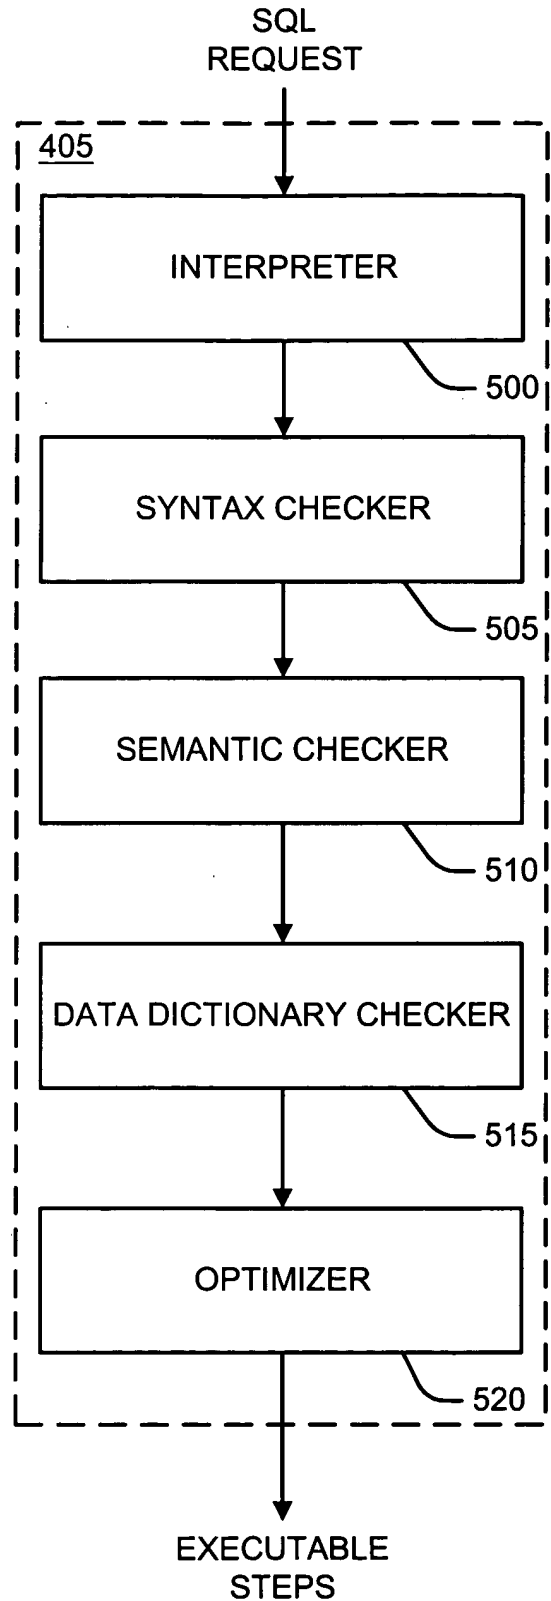 SQL
REQUEST
405
INTERPRETER
500
SYNTAX CHECKER
505
SEMANTIC CHECKER
510
DATA DICTIONARY CHECKER
515
OPTIMIZER
520
EXECUTABLE
STEPS